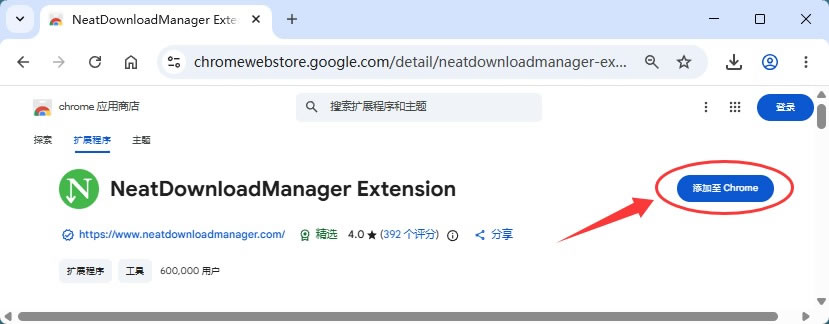 NeatDownloadManager Exten
chromewebstore.google.com/detail/neatdownloadmanager-ex...
chrome 应用商店
搜索扩展程序和主题
登录
探索 扩展程序 主题
N NeatDownloadManager Extension
添加至 Chrome
https://www.neatdownloadmanager.com/ 精选 4.0★ (392 个评分) 分享
扩展程序 工具 600,000 用户